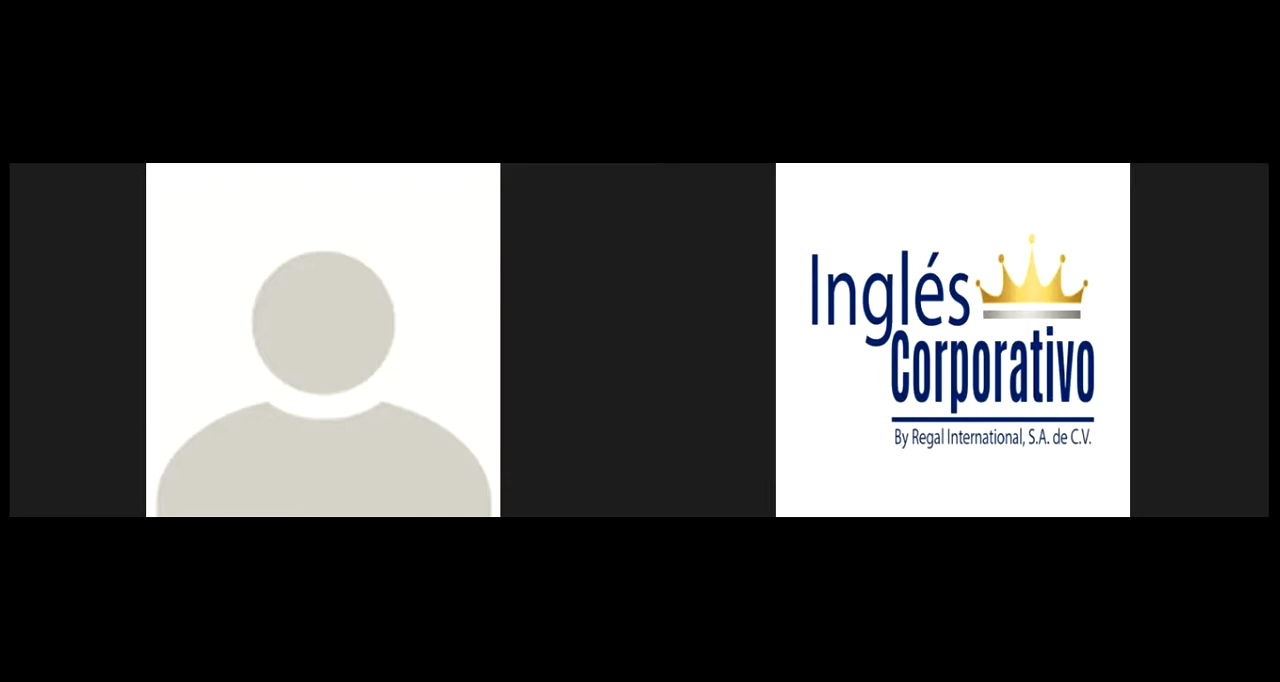 Inglés
Corporativo
By Regal International, S.A. de C.V.